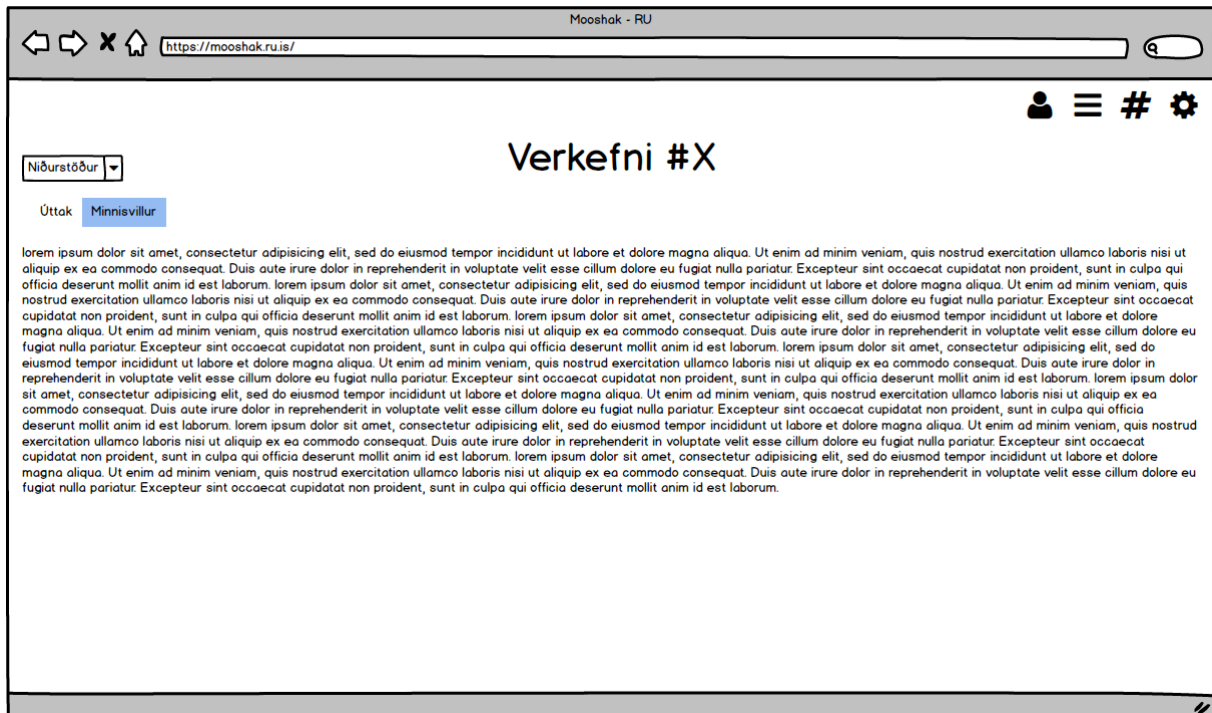 Mooshak - RU
https://mooshak.ru.is/
Verkefni #X
Niðurstöður
Úttak Minnisvillur
lorem ipsum dolor sit amet, consectetur adipisicing elit, sed do eiusmod tempor incididunt ut labore et dolore magna aliqua. Ut enim ad minim veniam, quis nostrud exercitation ullamco laboris nisi ut
aliquip ex ea commodo consequat. Duis aute irure dolor in reprehenderit in voluptate velit esse cillum dolore eu fugiat nulla pariatur. Excepteur sint occaecat cupidatat non proident, sunt in culpa qui
officia deserunt mollit anim id est laborum. lorem ipsum dolor sit amet, consectetur adipisicing elit, sed do eiusmod tempor incididunt ut labore et dolore magna aliqua. Ut enim ad minim veniam, quis
nostrud exercitation ullamco laboris nisi ut aliquip ex ea commodo consequat. Duis aute irure dolor in reprehenderit in voluptate velit esse cillum dolore eu fugiat nulla pariatur. Excepteur sint occaecat
cupidatat non proident, sunt in culpa qui officia deserunt mollit anim id est laborum. lorem ipsum dolor sit amet, consectetur adipisicing elit, sed do eiusmod tempor incididunt ut labore et dolore
magna aliqua. Ut enim ad minim veniam, quis nostrud exercitation ullamco laboris nisi ut aliquip ex ea commodo consequat. Duis aute irure dolor in reprehenderit in voluptate velit esse cillum dolore eu
fugiat nulla pariatur. Excepteur sint occaecat cupidatat non proident, sunt in culpa qui officia deserunt mollit anim id est laborum. lorem ipsum dolor sit amet, consectetur adipisicing elit, sed do
eiusmod tempor incididunt ut labore et dolore magna aliqua. Ut enim ad minim veniam, quis nostrud exercitation ullamco laboris nisi ut aliquip ex ea commodo consequat. Duis aute irure dolor in
reprehenderit in voluptate velit esse cillum dolore eu fugiat nulla pariatur. Excepteur sint occaecat cupidatat non proident, sunt in culpa qui officia deserunt mollit anim id est laborum. lorem ipsum dolor
sit amet, consectetur adipisicing elit, sed do eiusmod tempor incididunt ut labore et dolore magna aliqua. Ut enim ad minim veniam, quis nostrud exercitation ullamco laboris nisi ut aliquip ex ea
commodo consequat. Duis aute irure dolor in reprehenderit in voluptate velit esse cillum dolore eu fugiat nulla pariatur. Excepteur sint occaecat cupidatat non proident, sunt in culpa qui officia
deserunt mollit anim id est laborum. lorem ipsum dolor sit amet, consectetur adipisicing elit, sed do eiusmod tempor incididunt ut labore et dolore magna aliqua. Ut enim ad minim veniam, quis nostrud
exercitation ullamco laboris nisi ut aliquip ex ea commodo consequat. Duis aute irure dolor in reprehenderit in voluptate velit esse cillum dolore eu fugiat nulla pariatur. Excepteur sint occaecat
cupidatat non proident, sunt in culpa qui officia deserunt mollit anim id est laborum. lorem ipsum dolor sit amet, consectetur adipisicing elit, sed do eiusmod tempor incididunt ut labore et dolore
magna aliqua. Ut enim ad minim veniam, quis nostrud exercitation ullamco laboris nisi ut aliquip ex ea commodo consequat. Duis aute irure dolor in reprehenderit in voluptate velit esse cillum dolore eu
fugiat nulla pariatur. Excepteur sint occaecat cupidatat non proident, sunt in culpa qui officia deserunt mollit anim id est laborum.